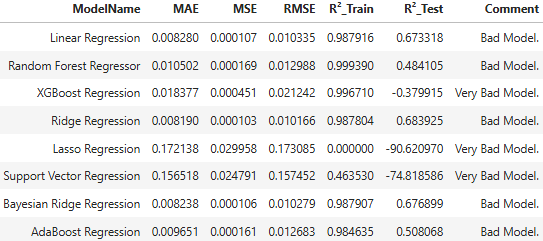 ModelName MAE MSE RMSE R²_Train R²_Test Comment
Linear Regression 0.008280 0.000107 0.010335 0.987916 0.673318 Bad Model.
Random Forest Regressor 0.010502 0.000169 0.012988 0.999390 0.484105 Bad Model.
XGBoost Regression 0.018377 0.000451 0.021242 0.996710 -0.379915 Very Bad Model.
Ridge Regression 0.008190 0.000103 0.010166 0.987804 0.683925 Bad Model.
Lasso Regression 0.172138 0.029958 0.173085 0.000000 -90.620970 Very Bad Model.
Support Vector Regression 0.156518 0.024791 0.157452 0.463530 -74.818586 Very Bad Model.
Bayesian Ridge Regression 0.008238 0.000106 0.010279 0.987907 0.676899 Bad Model.
AdaBoost Regression 0.009651 0.000161 0.012683 0.984635 0.508068 Bad Model.